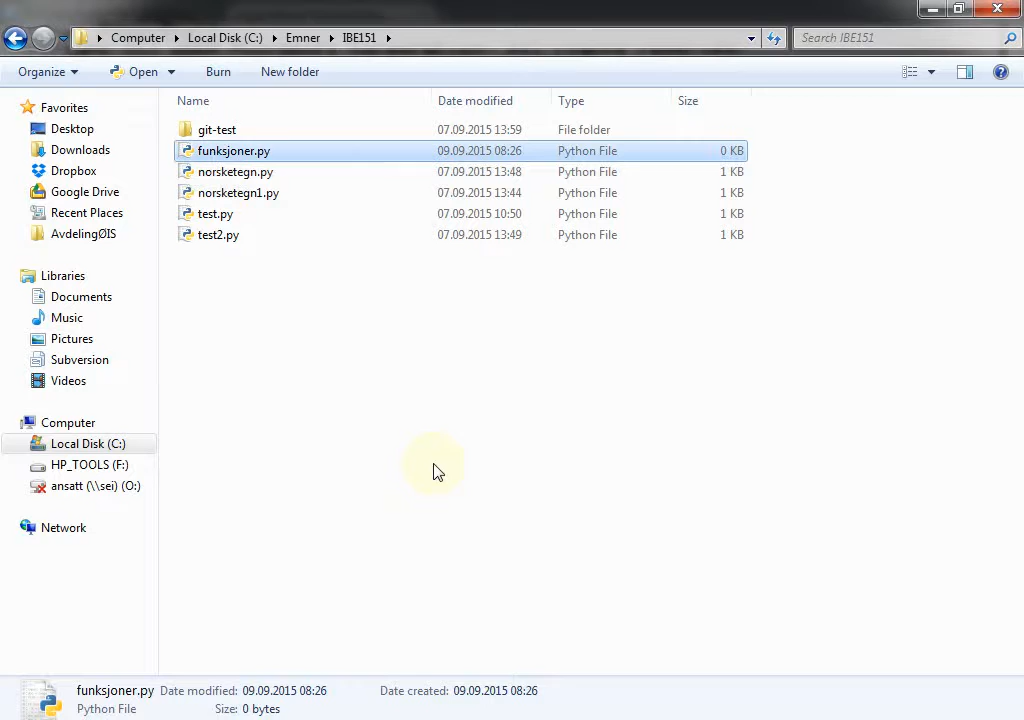 Computer Local Disk (C:) Emner IBE151 Search IBE151
Organize Open Burn New folder
Favorites
Desktop
Downloads
Dropbox
Google Drive
Recent Places
AvdelingØIS
Libraries
Documents
Music
Pictures
Subversion
Videos
Computer
Local Disk (C:)
HP_TOOLS (F:)
ansatt (\\sei) (O:)
Network
Name Date modified Type Size
git-test 07.09.2015 13:59 File folder
funksjoner.py 09.09.2015 08:26 Python File 0 KB
norsketegn.py 07.09.2015 13:48 Python File 1 KB
norsketegn1.py 07.09.2015 13:44 Python File 1 KB
test.py 07.09.2015 10:50 Python File 1 KB
test2.py 07.09.2015 13:49 Python File 1 KB
funksjoner.py Date modified: 09.09.2015 08:26 Date created: 09.09.2015 08:26
Python File Size: 0 bytes